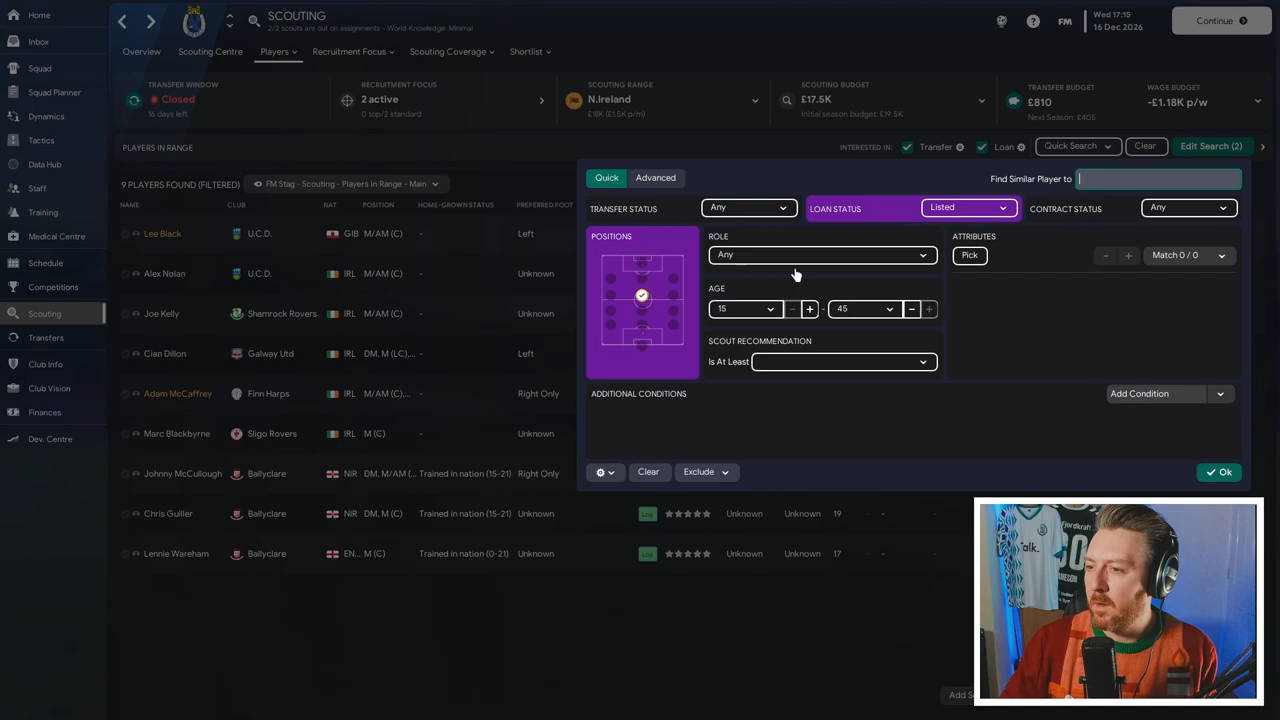 Home
Inbox
Squad
Squad Planner
Dynamics
Tactics
Data Hub
Staff
Training
Medical Centre
Schedule
Competitions
Scouting
Transfers
Club Info
Club Vision
Finances
Dev. Centre
SCOUTING
2/2 scouts are out on assignments - World Knowledge: Minimal
FM
Wed 17:15
16 Dec 2026
Continue
Overview
Scouting Centre
Players
Recruitment Focus
Scouting Coverage
Shortlist
TRANSFER WINDOW
Closed
16 days left
RECRUITMENT FOCUS
2 active
0 top/2 standard
SCOUTING RANGE
N.Ireland
£18K (£1.5K p/m)
SCOUTING BUDGET
£17.5K
Initial season budget: £19.5K
TRANSFER BUDGET
£810
Next Season: £405
WAGE BUDGET
-£1.18K p/w
PLAYERS IN RANGE
INTERESTED IN: Transfer Loan Quick Search Clear Edit Search (2)
9 PLAYERS FOUND (FILTERED) FM Stag - Scouting - Players in Range - Main
NAME CLUB NAT POSITION HOME-GROWN STATUS PREFERRED FOOT
Lee Black U.C.D. GIB M/AM (C) - Left
Alex Nolan U.C.D. IRL M/AM (C) - Unknown
Joe Kelly Shamrock Rovers IRL M/AM (C) - Unknown
Cian Dillon Galway Utd IRL DM, M (LC),... - Left
Adam McCaffrey Finn Harps IRL M/AM (C),... - Right Only
Marc Blackbyrne Sligo Rovers IRL M (C) - Unknown
Johnny McCullough Ballyclare NIR DM, M/AM (... Trained in nation (15-21) Right Only
Chris Guiller Ballyclare NIR DM, M (C) Trained in nation (15-21) Unknown Unknown Unknown 19 - -
Lennie Wareham Ballyclare EN... M (C) Trained in nation (0-21) Unknown Unknown Unknown 17 - -
Quick Advanced Find Similar Player to
TRANSFER STATUS Any LOAN STATUS Listed CONTRACT STATUS Any
POSITIONS
ROLE
Any
AGE
15 - + - 45 - +
SCOUT RECOMMENDATION
Is At Least
ATTRIBUTES
Pick - + Match 0 / 0
ADDITIONAL CONDITIONS Add Condition
Clear Exclude Ok
Talk.